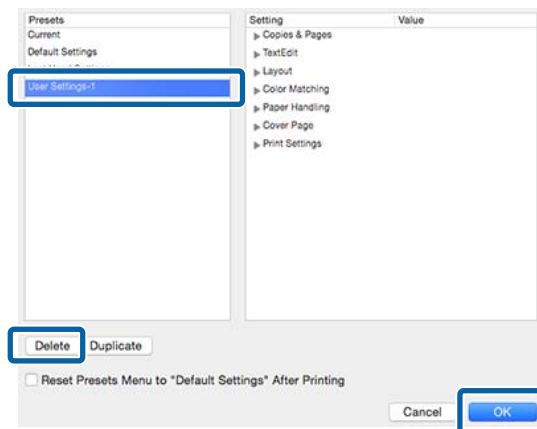 Presets
Current
Default Settings
User Settings-1
Setting Value
Copies & Pages
TextEdit
Layout
Color Matching
Paper Handling
Cover Page
Print Settings
Delete Duplicate
Reset Presets Menu to "Default Settings" After Printing
Cancel OK